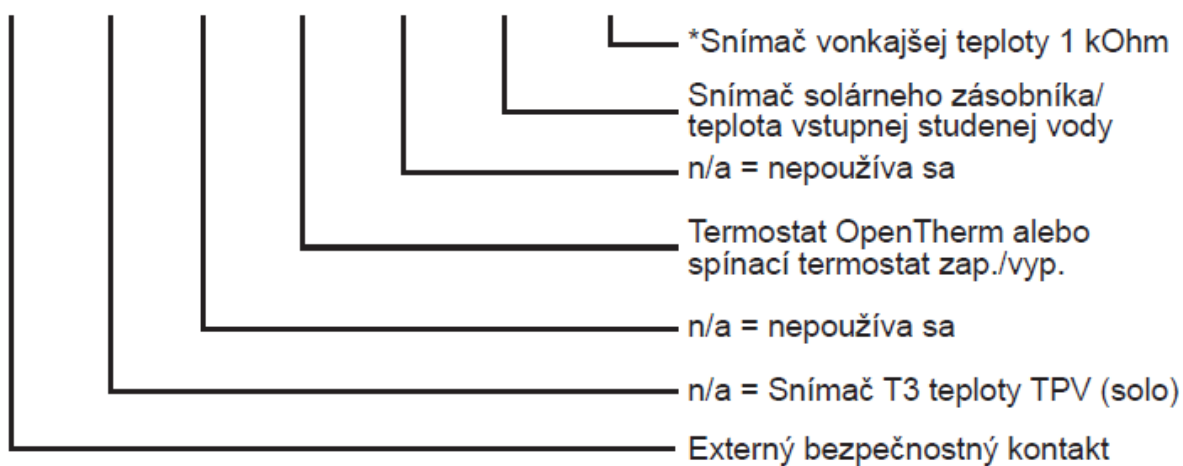 *Snímač vonkajšej teploty 1 kOhm
Snímač solárneho zásobníka/
teplota vstupnej studenej vody
n/a = nepoužíva sa
Termostat OpenTherm alebo
spínací termostat zap./vyp.
n/a = nepoužíva sa
n/a = Snímač T3 teploty TPV (solo)
Externý bezpečnostný kontakt